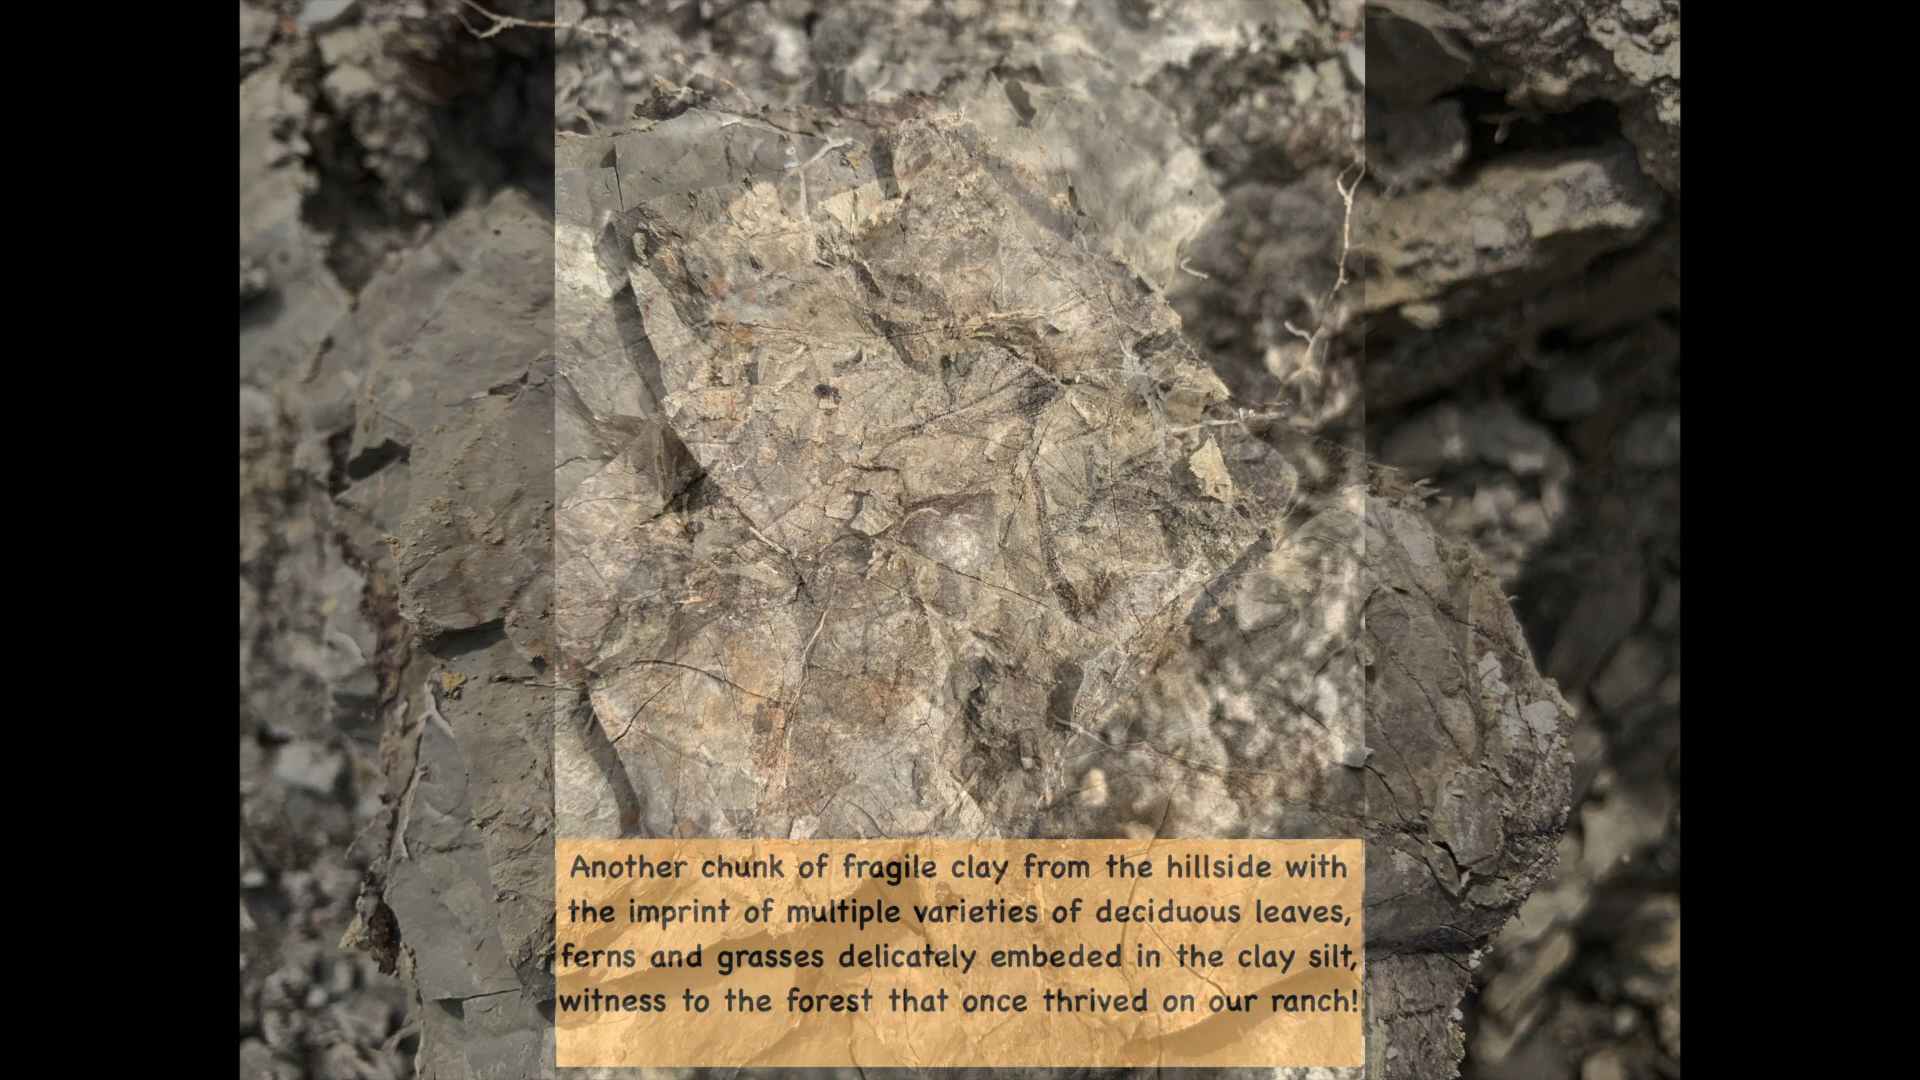 Another chunk of fragile clay from the hillside with
the imprint of multiple varieties of deciduous leaves,
ferns and grasses delicately embeded in the clay silt,
witness to the forest that once thrived on our ranch!